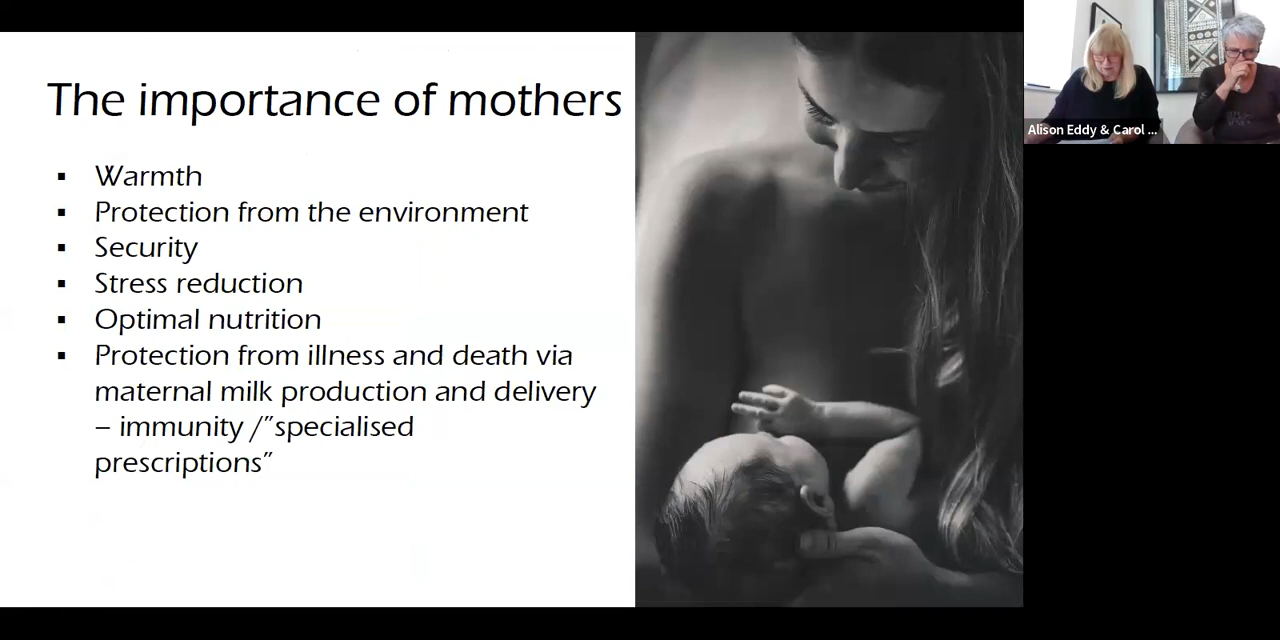 The importance of mothers
▪ Warmth
▪ Protection from the environment
▪ Security
▪ Stress reduction
▪ Optimal nutrition
▪ Protection from illness and death via
maternal milk production and delivery
– immunity /”specialised
prescriptions”
Alison Eddy & Carol ...